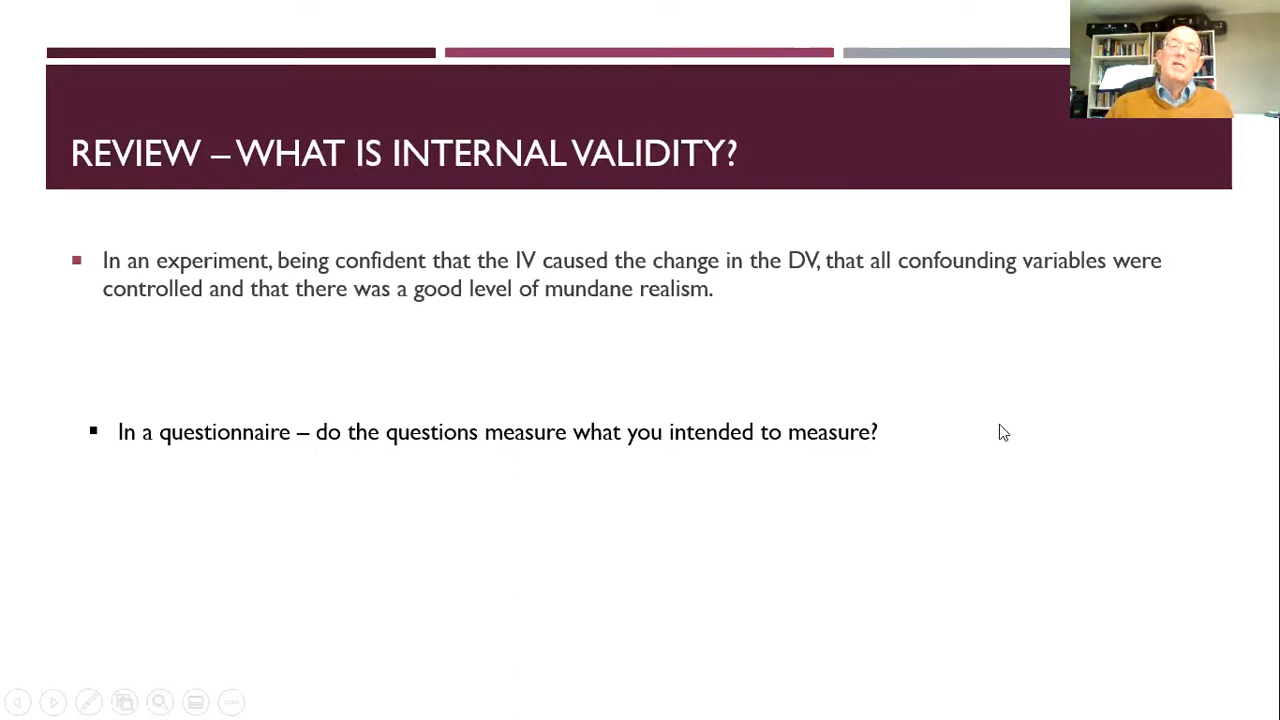 REVIEW – WHAT IS INTERNAL VALIDITY?
In an experiment, being confident that the IV caused the change in the DV, that all confounding variables were
controlled and that there was a good level of mundane realism.
In a questionnaire – do the questions measure what you intended to measure?